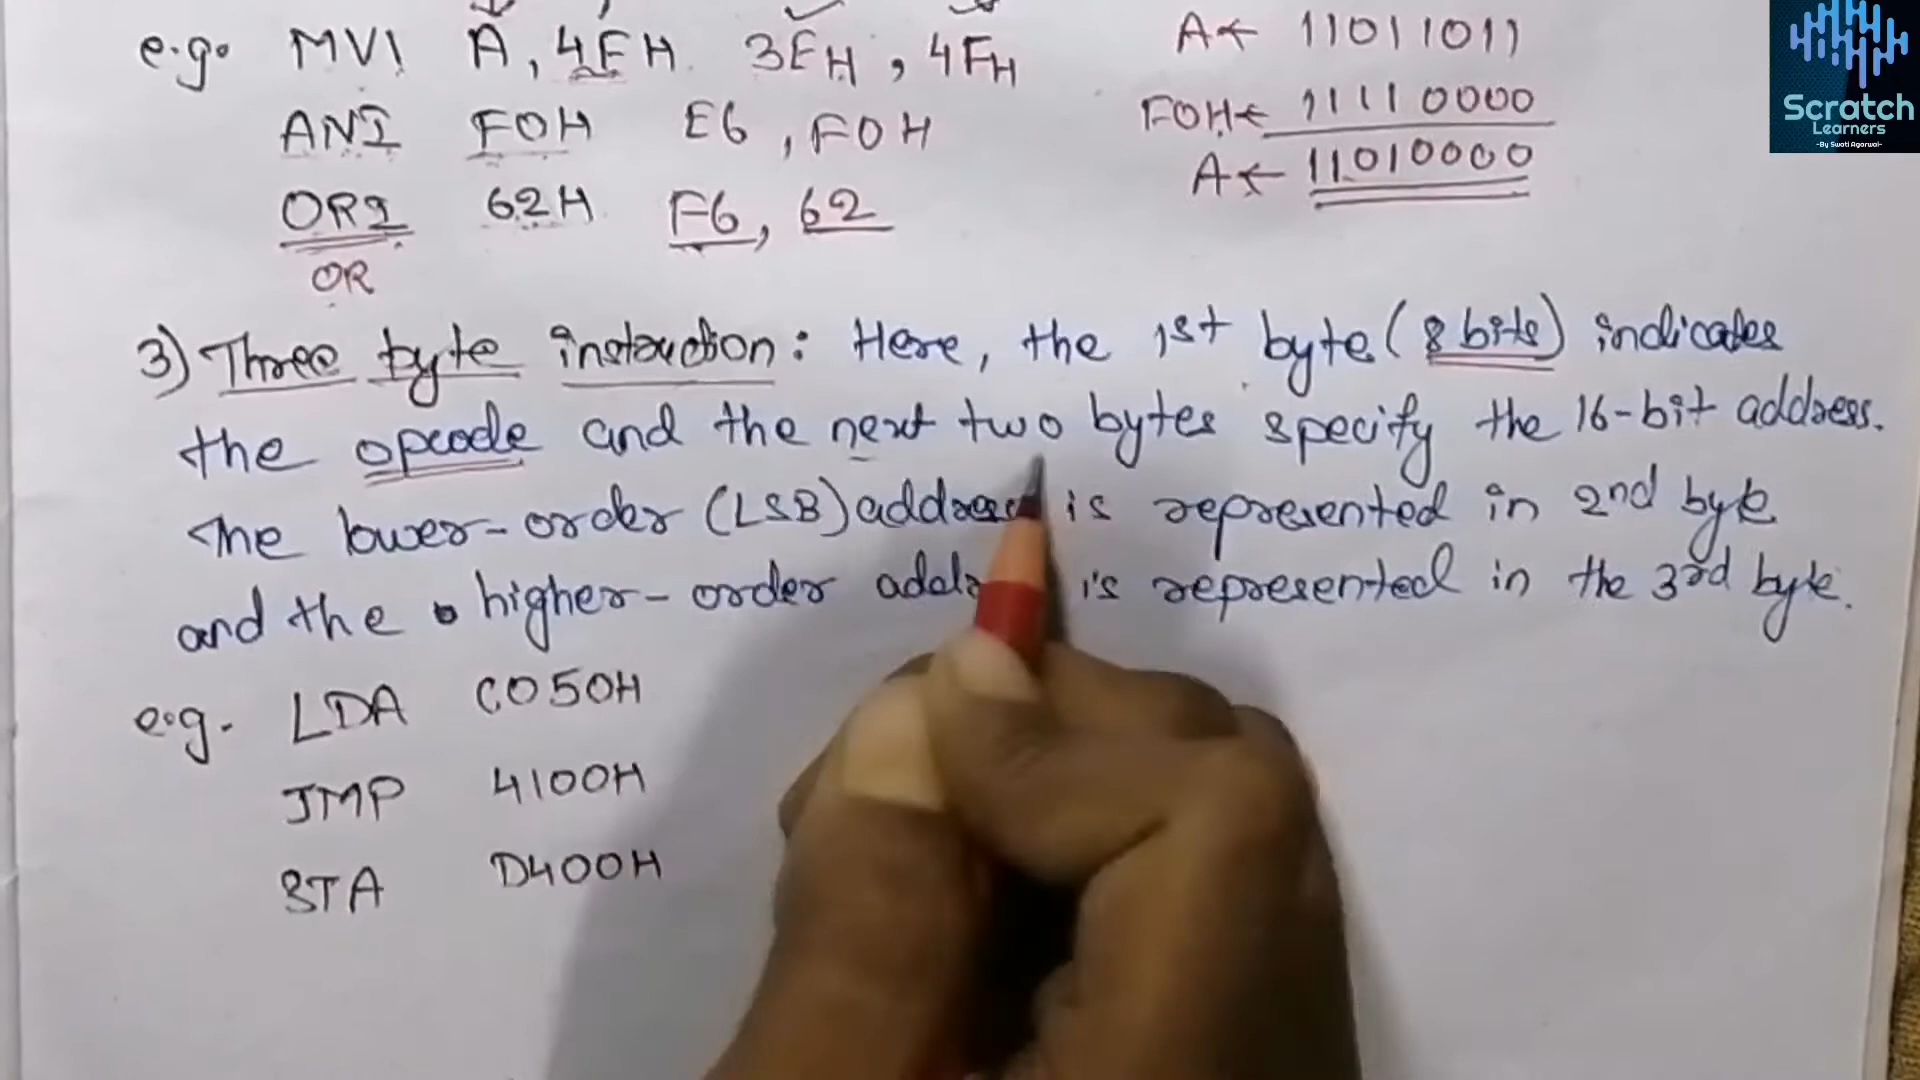 e.g. MVI A, 4FH 3EH, 4FH
ANI F0H E6, F0H
ORI 62H F6, 62
OR
A← 11011011
F0H← 11110000
A← 11010000
Scratch
Learners
-By Swati Agarwal-
3) Three byte instruction: Here, the 1st byte (8 bits) indicates
the opcode and the next two bytes specify the 16-bit address.
The lower-order (LSB) address is represented in 2nd byte
and the higher-order is represented in the 3rd byte.
e.g. LDA C050H
JMP 4100H
STA D400H